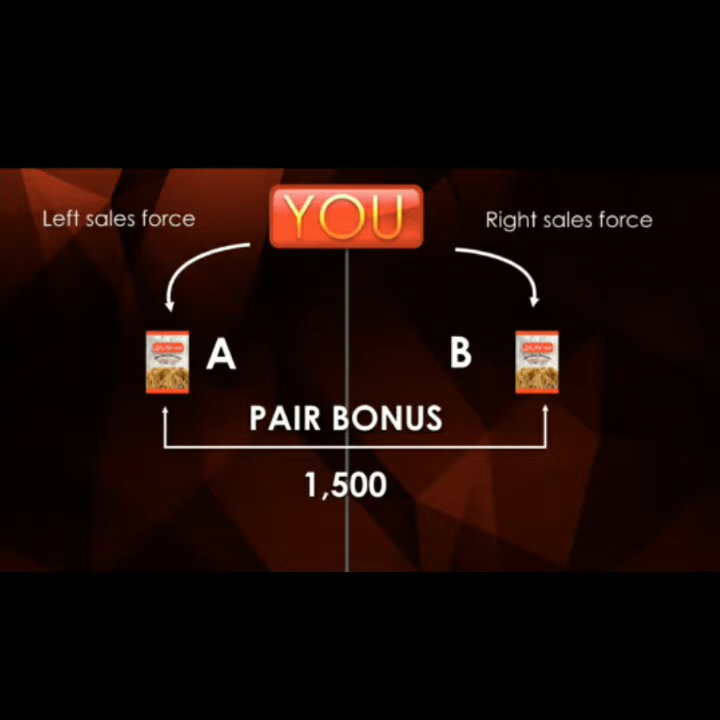 YOU
Left sales force
Right sales force
A
B
PAIR BONUS
1,500